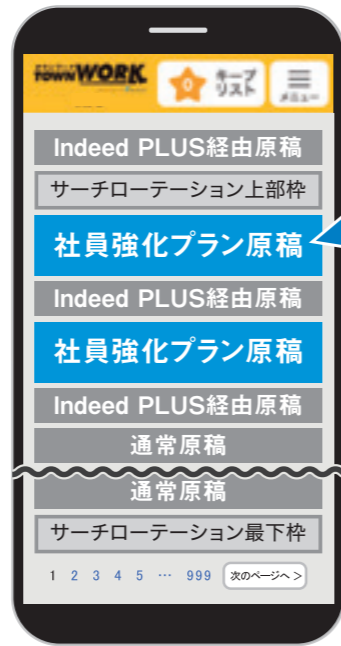 townWORK
0
キープ
リスト
メニュー
Indeed PLUS経由原稿
サーチローテーション上部枠
社員強化プラン原稿
Indeed PLUS経由原稿
社員強化プラン原稿
Indeed PLUS経由原稿
通常原稿
通常原稿
サーチローテーション最下枠
1 2 3 4 5 … 999 次のページへ >